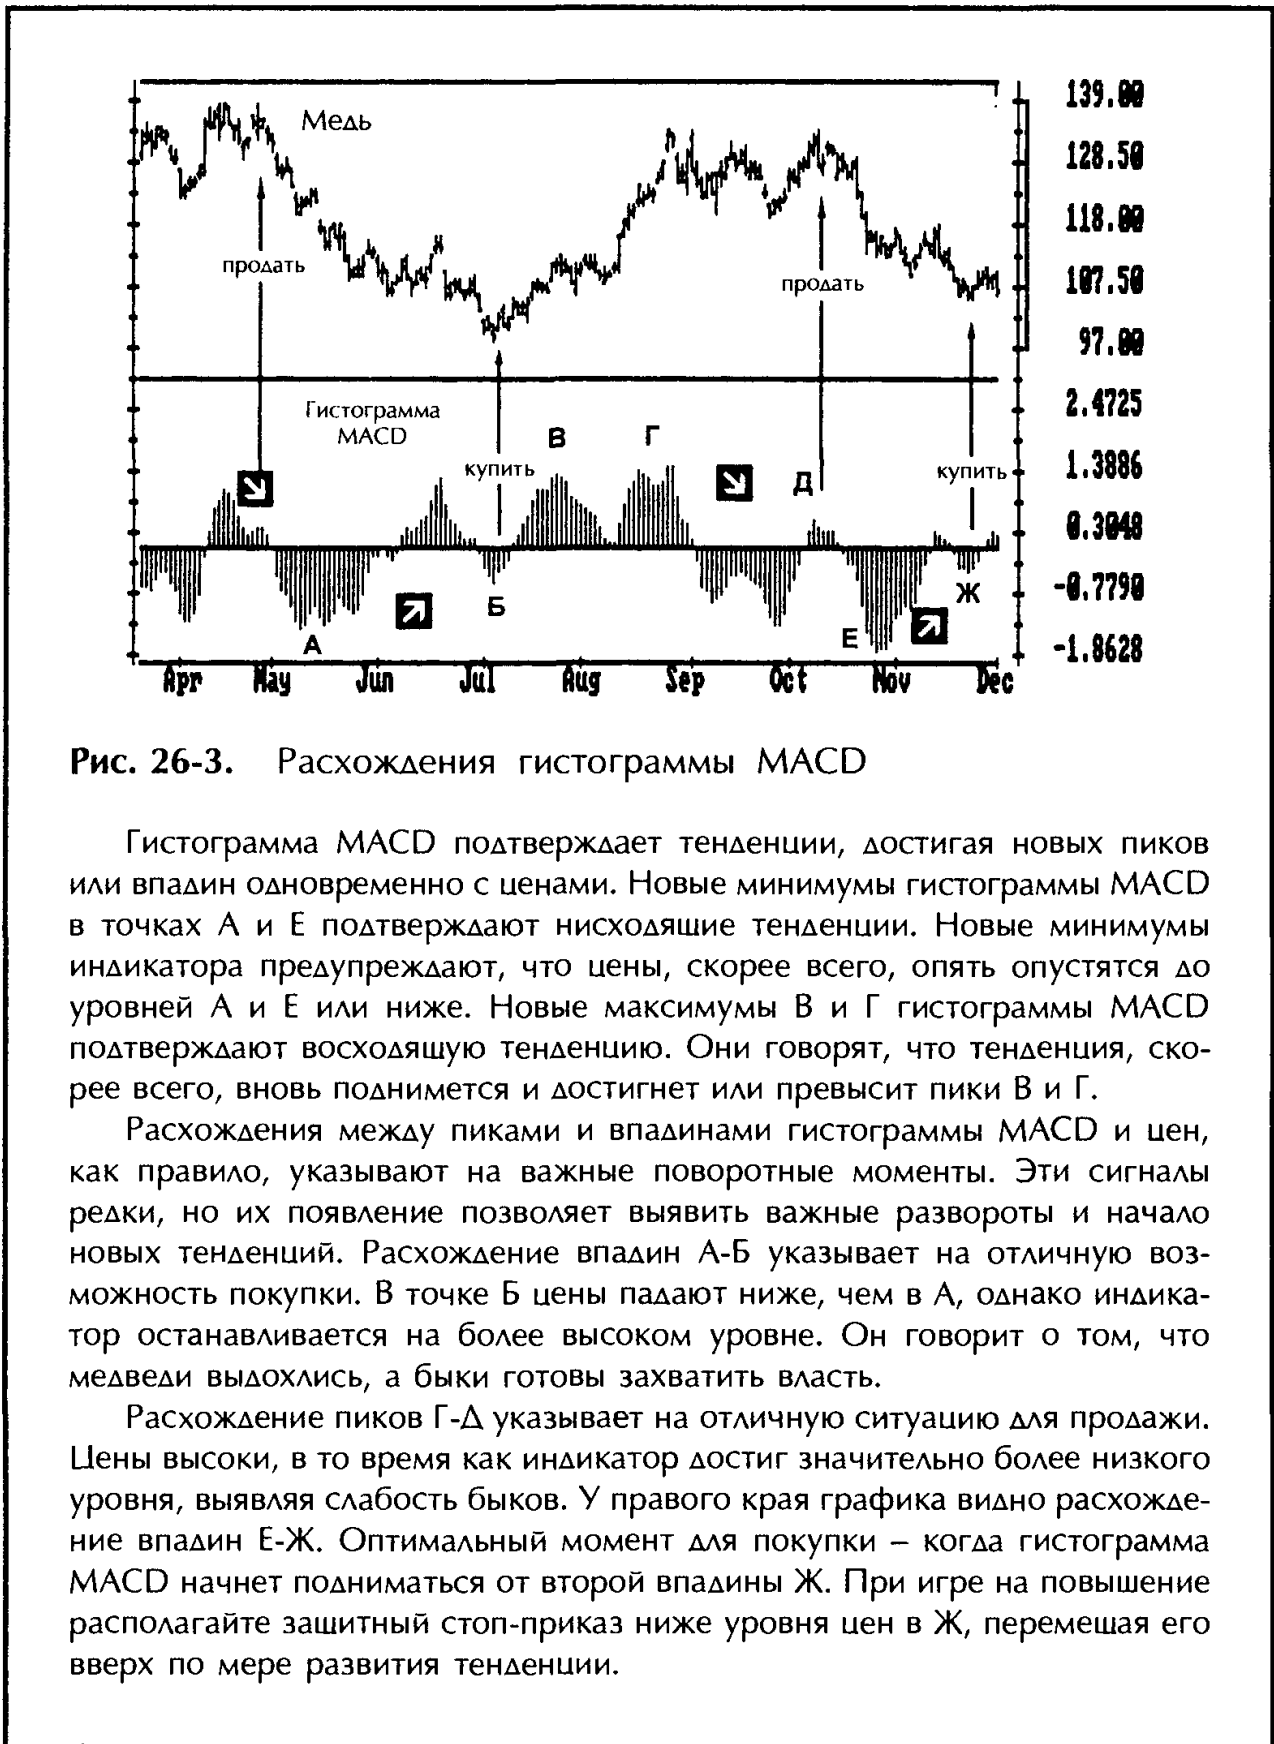 Медь
139.00
128.50
118.00
107.50
97.00
продать
продать
Гистограмма
MACD
В
Г
купить
Д
купить
2.4725
1.3886
0.3048
-0.7790
-1.8628
А
Б
Е
Ж
Apr May Jun Jul Aug Sep Oct Nov Dec
Рис. 26-3. Расхождения гистограммы MACD
Гистограмма MACD подтверждает тенденции, достигая новых пиков
или впадин одновременно с ценами. Новые минимумы гистограммы MACD
в точках А и Е подтверждают нисходящие тенденции. Новые минимумы
индикатора предупреждают, что цены, скорее всего, опять опустятся до
уровней А и Е или ниже. Новые максимумы В и Г гистограммы MACD
подтверждают восходящую тенденцию. Они говорят, что тенденция, ско-
рее всего, вновь поднимется и достигнет или превысит пики В и Г.
Расхождения между пиками и впадинами гистограммы MACD и цен,
как правило, указывают на важные поворотные моменты. Эти сигналы
редки, но их появление позволяет выявить важные развороты и начало
новых тенденций. Расхождение впадин А-Б указывает на отличную воз-
можность покупки. В точке Б цены падают ниже, чем в А, однако индика-
тор останавливается на более высоком уровне. Он говорит о том, что
медведи выдохлись, а быки готовы захватить власть.
Расхождение пиков Г-Д указывает на отличную ситуацию для продажи.
Цены высоки, в то время как индикатор достиг значительно более низкого
уровня, выявляя слабость быков. У правого края графика видно расхожде-
ние впадин Е-Ж. Оптимальный момент для покупки – когда гистограмма
MACD начнет подниматься от второй впадины Ж. При игре на повышение
располагайте защитный стоп-приказ ниже уровня цен в Ж, перемещая его
вверх по мере развития тенденции.